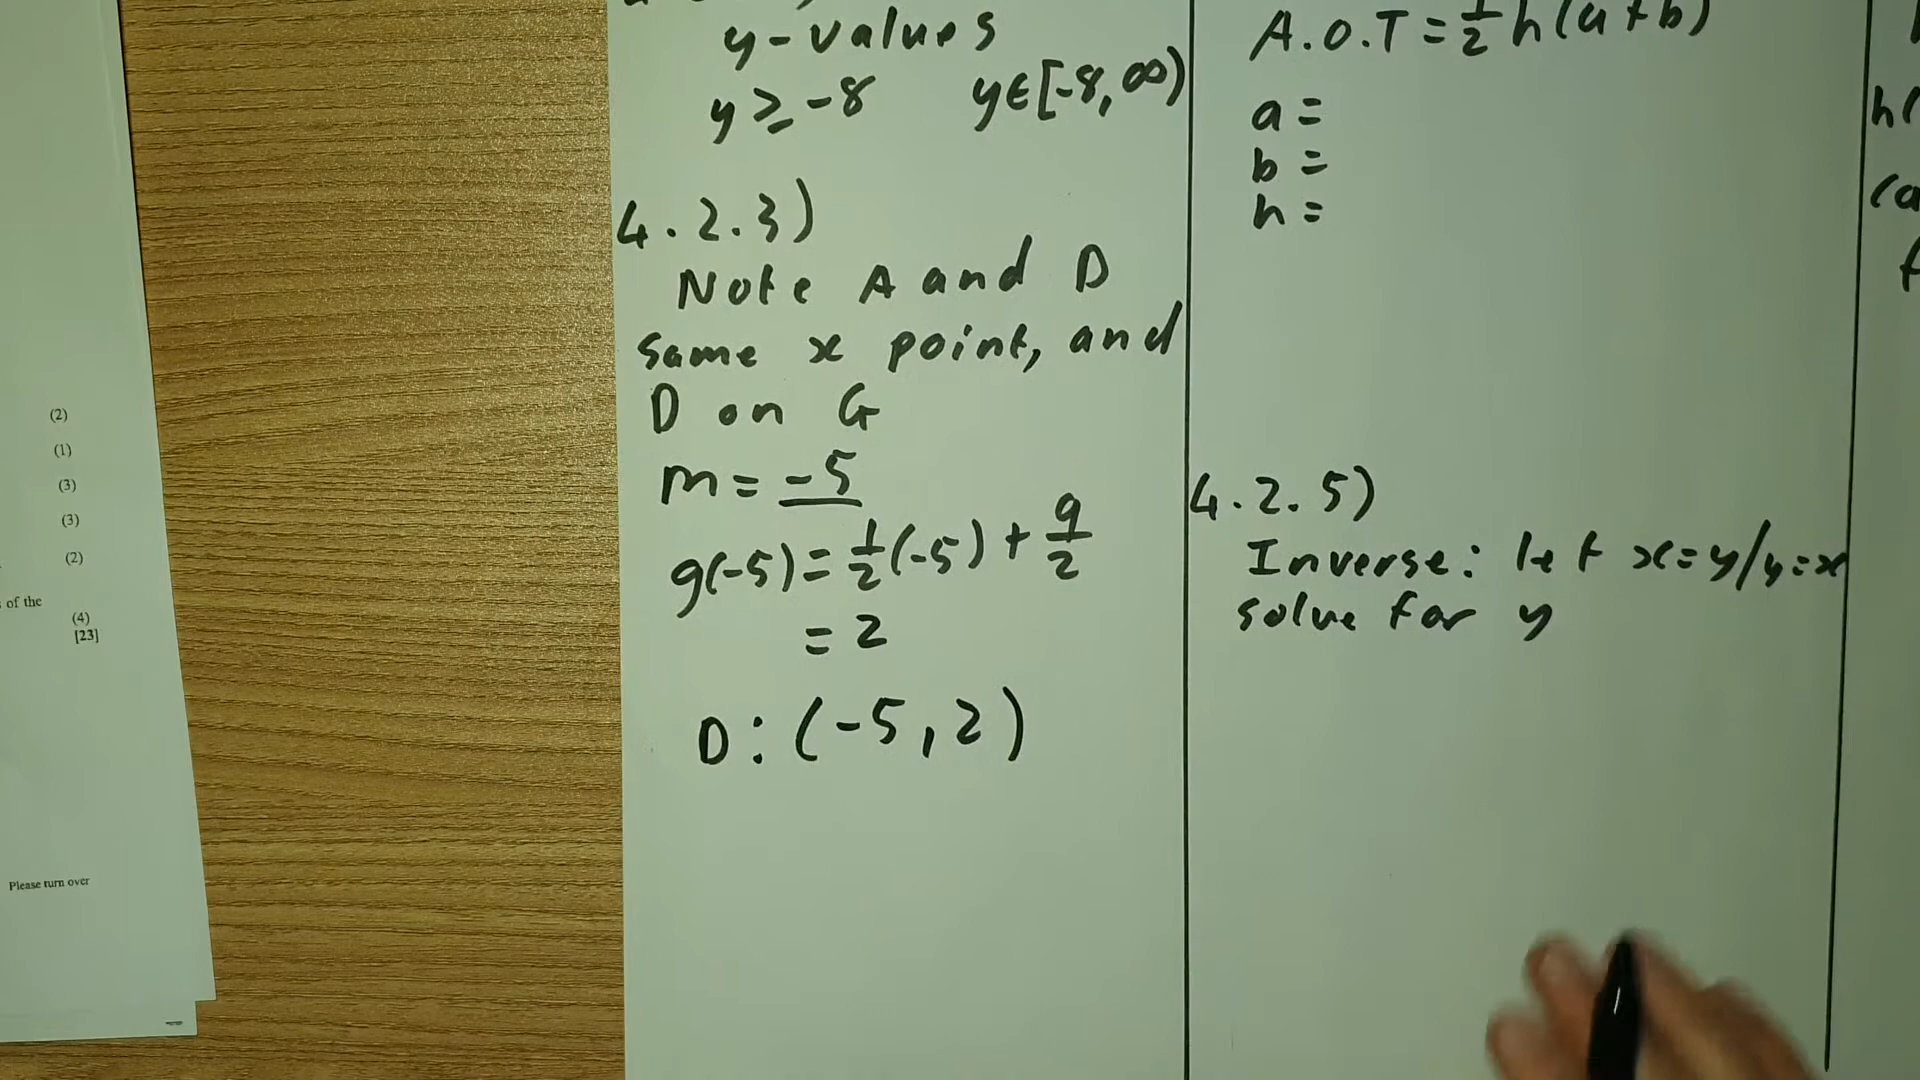 (2)
(1)
(3)
(3)
(2)
of the
(4)
[23]
Please turn over
y-values
y ≥ -8 y∈[-8,∞)
4.2.3)
Note A and D
same x point, and
D on G
m = -5
g(-5) = 1/2(-5) + 9/2
= 2
D: (-5,2)
A.O.T = 1/2 h(a+b)
a =
b =
h =
4.2.5)
Inverse: let x=y/y=x
solve for y
h(
(a